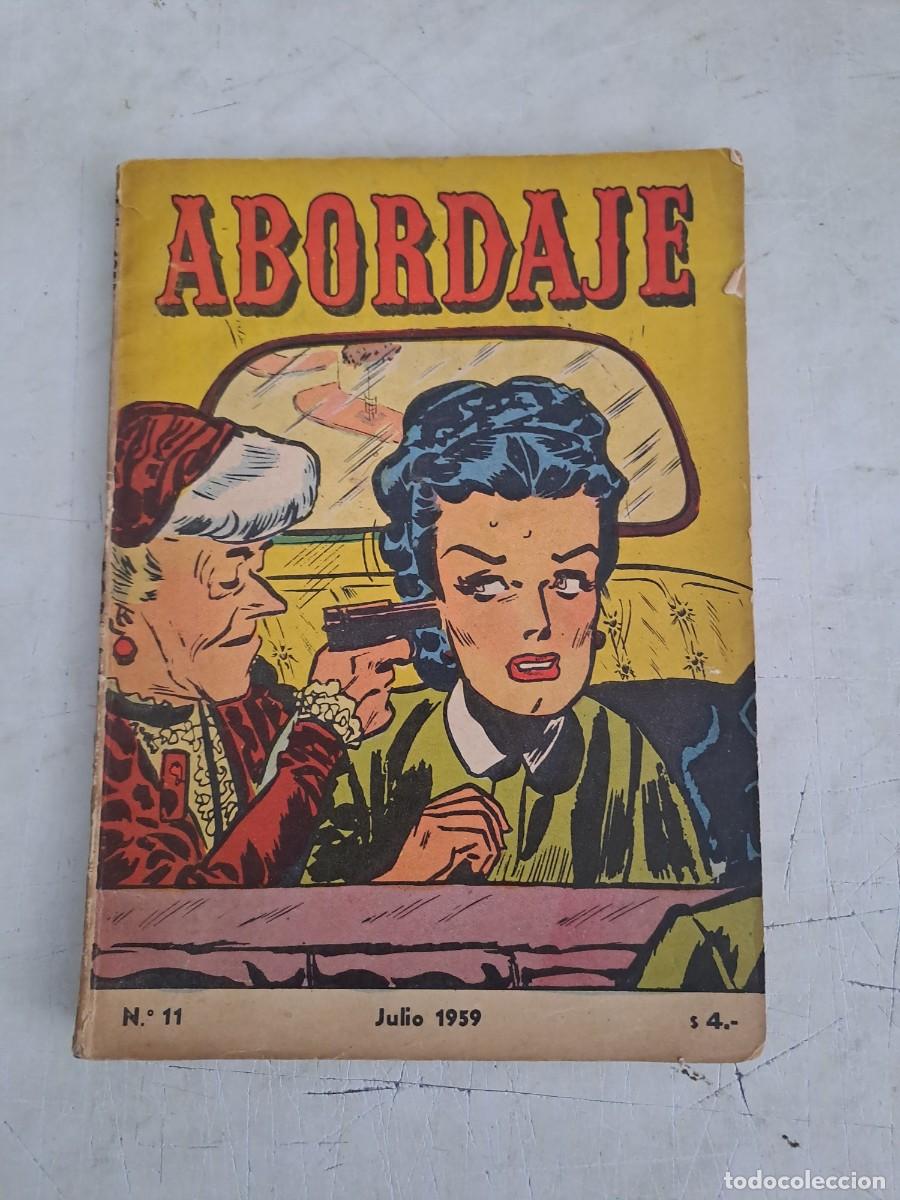 ABORDAJE
N.º 11 Julio 1959 $ 4.-
todocoleccion